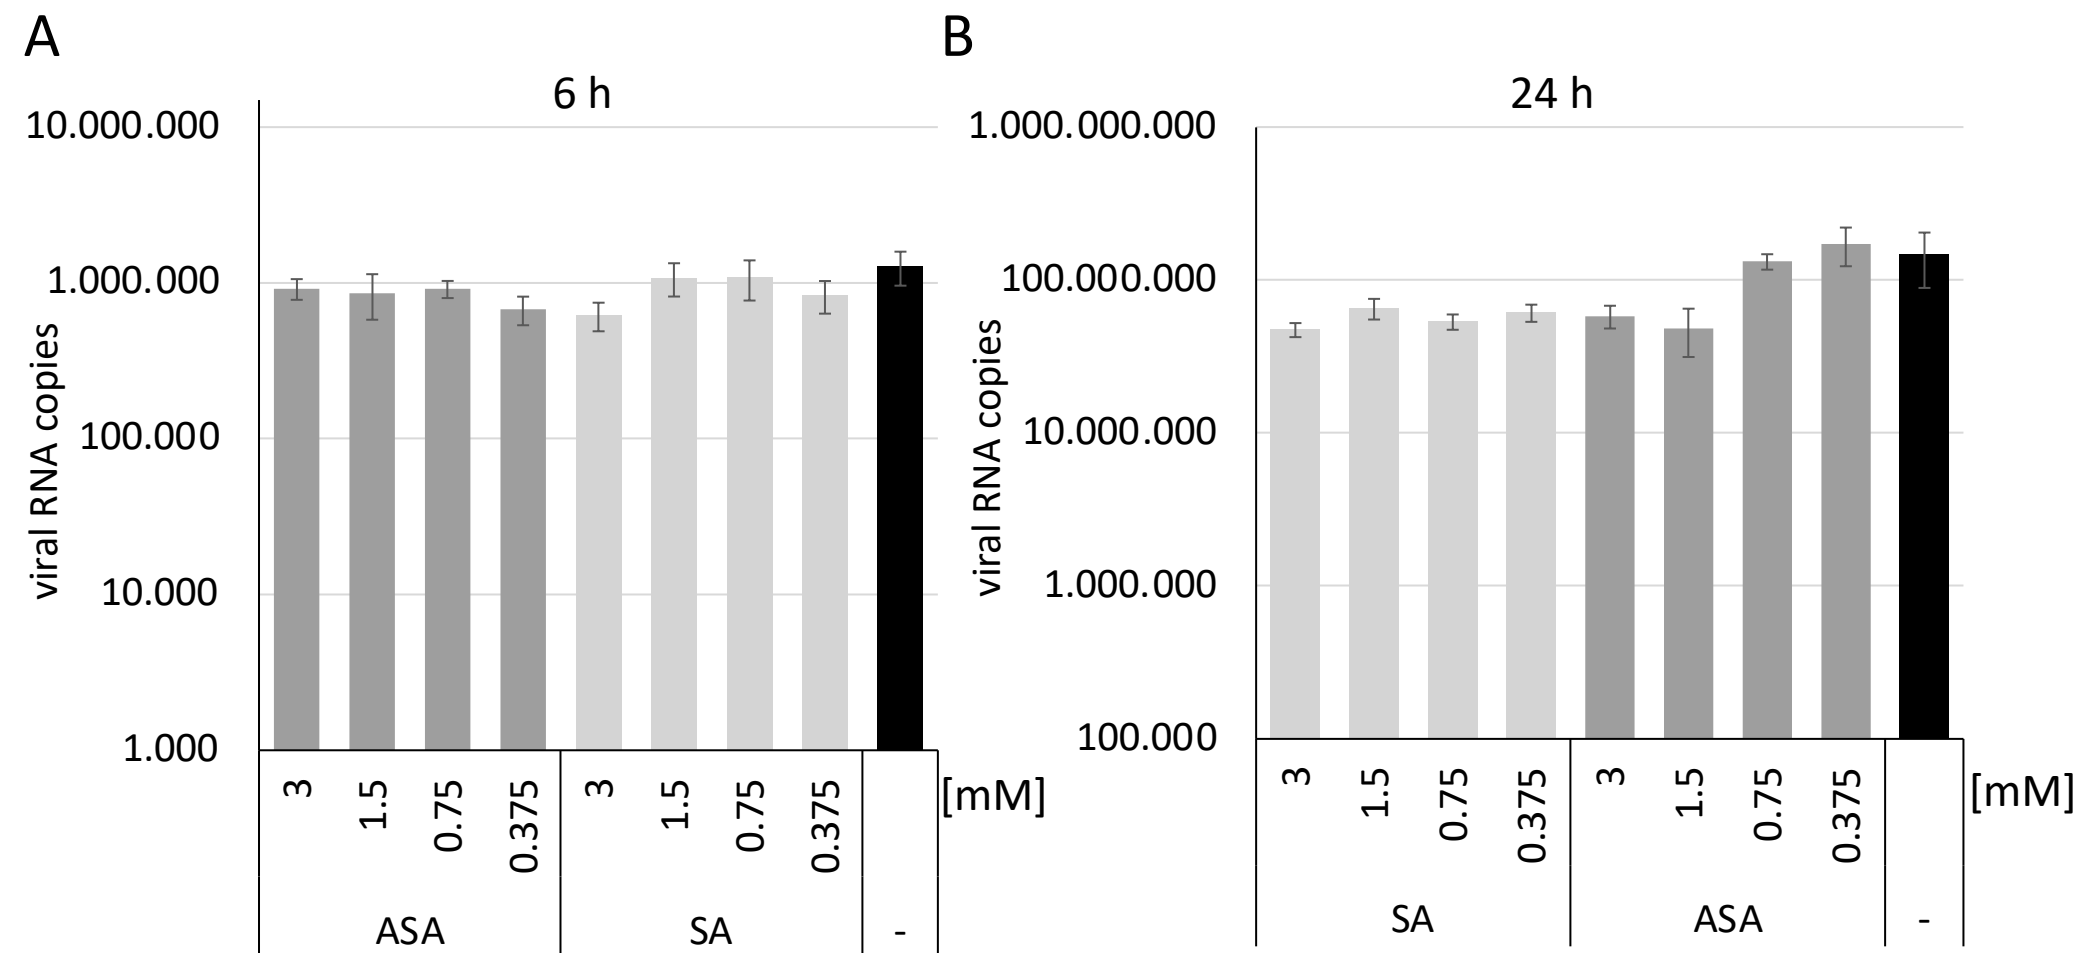 A
6 h
10.000.000
1.000.000
100.000
10.000
1.000
viral RNA copies
3 1.5 0.75 0.375 3 1.5 0.75 0.375 [mM]
ASA SA -
B
24 h
1.000.000.000
100.000.000
10.000.000
1.000.000
100.000
viral RNA copies
3 1.5 0.75 0.375 3 1.5 0.75 0.375 [mM]
SA ASA -